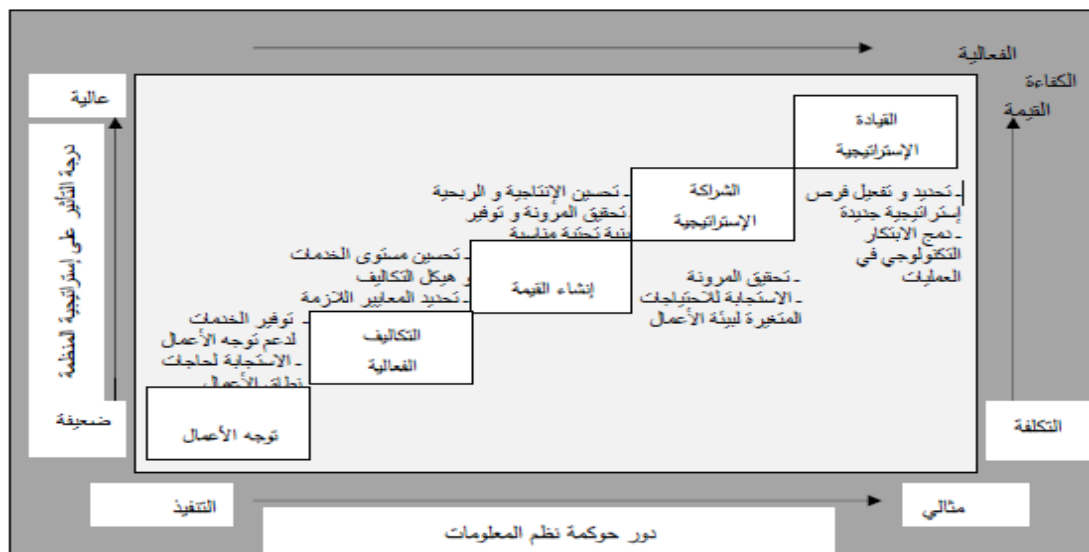 الفعالية
الكفاءة
القيمة
عالية
درجة التأثير على إستراتيجية المنظمة
ضعيفة
القيادة
الإستراتيجية
ـ تحديد و تفعيل فرص
إستراتيجية جديدة
ـ دمج الابتكار
التكنولوجي في
العمليات
الشراكة
الإستراتيجية
ـ تحسين الإنتاجية و الربحية
ـ تحقيق المرونة و توفير
بنية تحتية مناسبة
إنشاء القيمة
ـ تحقيق المرونة
ـ الاستجابة للاحتياجات
المتغيرة لبيئة الأعمال
ـ تحسين مستوى الخدمات
و هيكل التكاليف
ـ تحديد المعايير اللازمة
التكاليف
الفعالية
ـ توفير الخدمات
لدعم توجه الأعمال
ـ الاستجابة لحاجات
نطاق الأعمال
توجه الأعمال
التكلفة
التنفيذ
مثالي
دور حوكمة نظم المعلومات